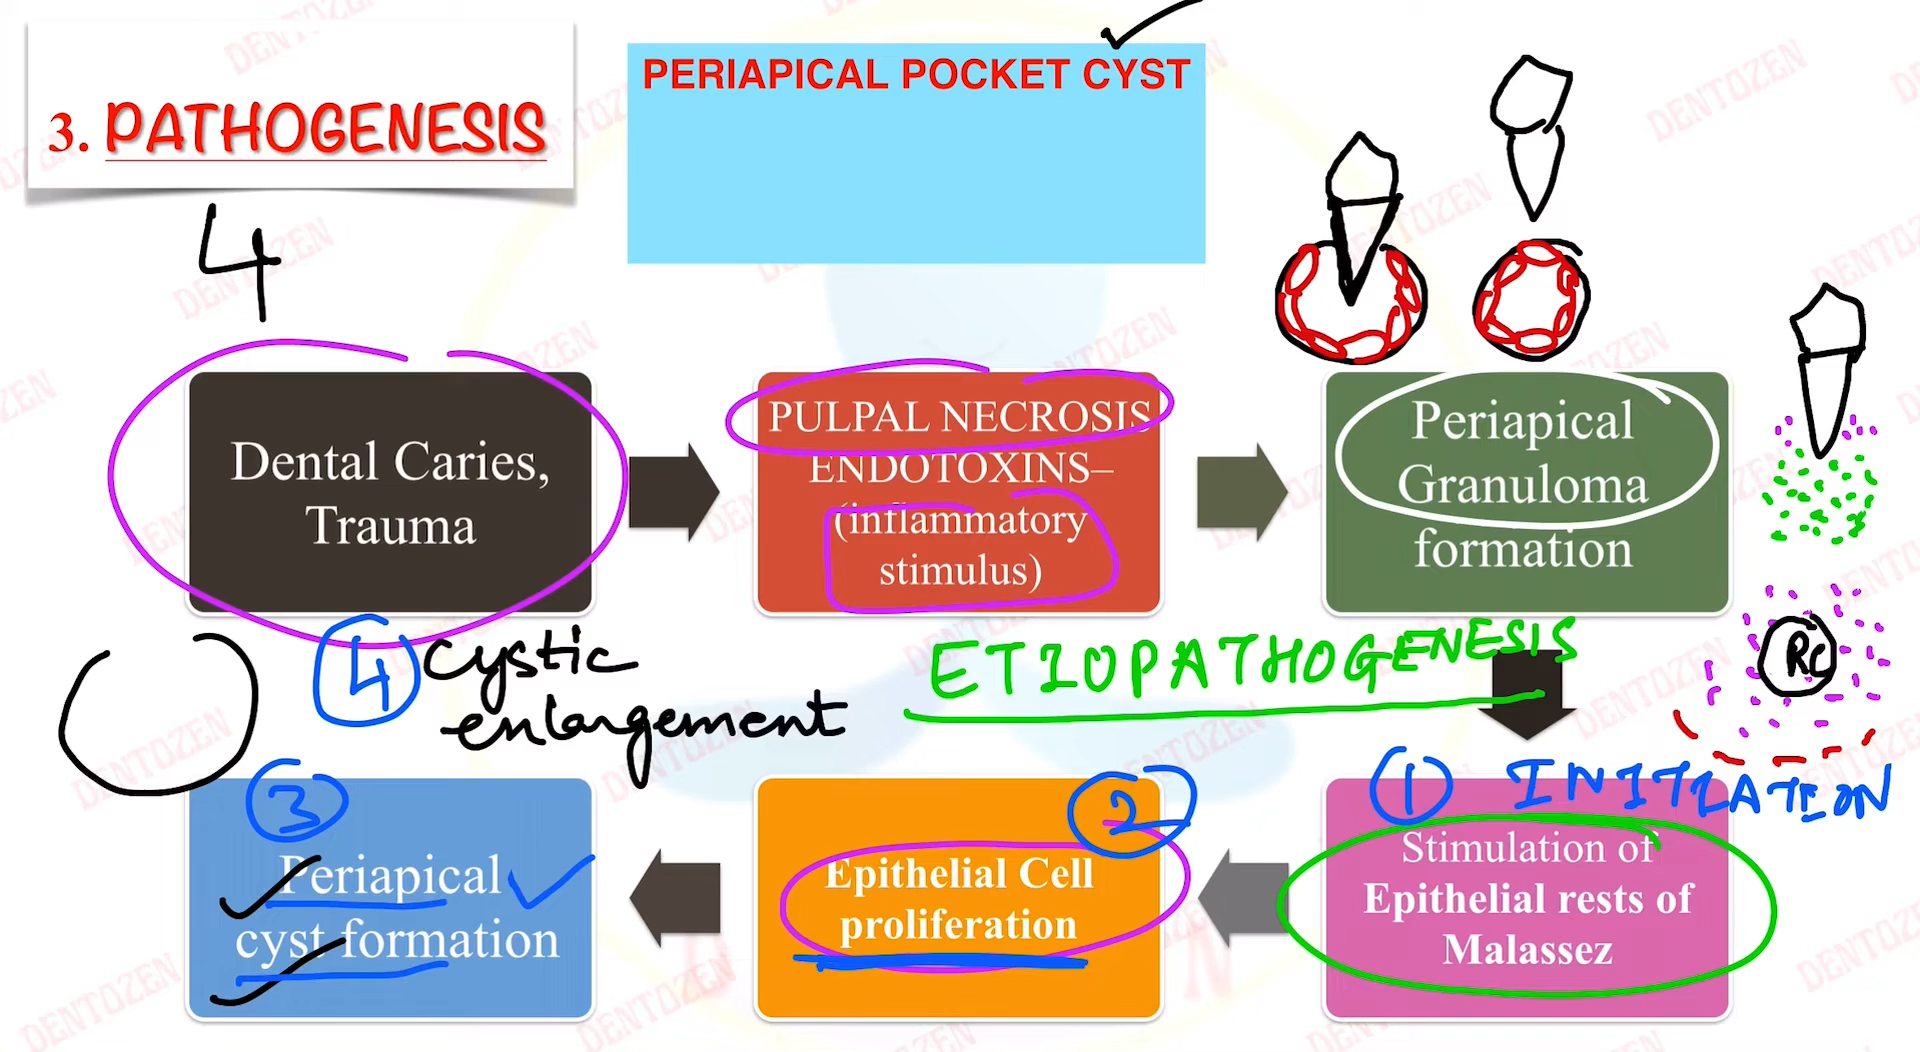 3. PATHOGENESIS
PERIAPICAL POCKET CYST
4
Dental Caries,
Trauma
PULPAL NECROSIS
ENDOTOXINS–
(inflammatory
stimulus)
Periapical
Granuloma
formation
4 cystic
enlargement
ETIOPATHOGENESIS
RC
1 INITIATION
Stimulation of
Epithelial rests of
Malassez
2
Epithelial Cell
proliferation
3
Periapical
cyst formation
DENTOZEN